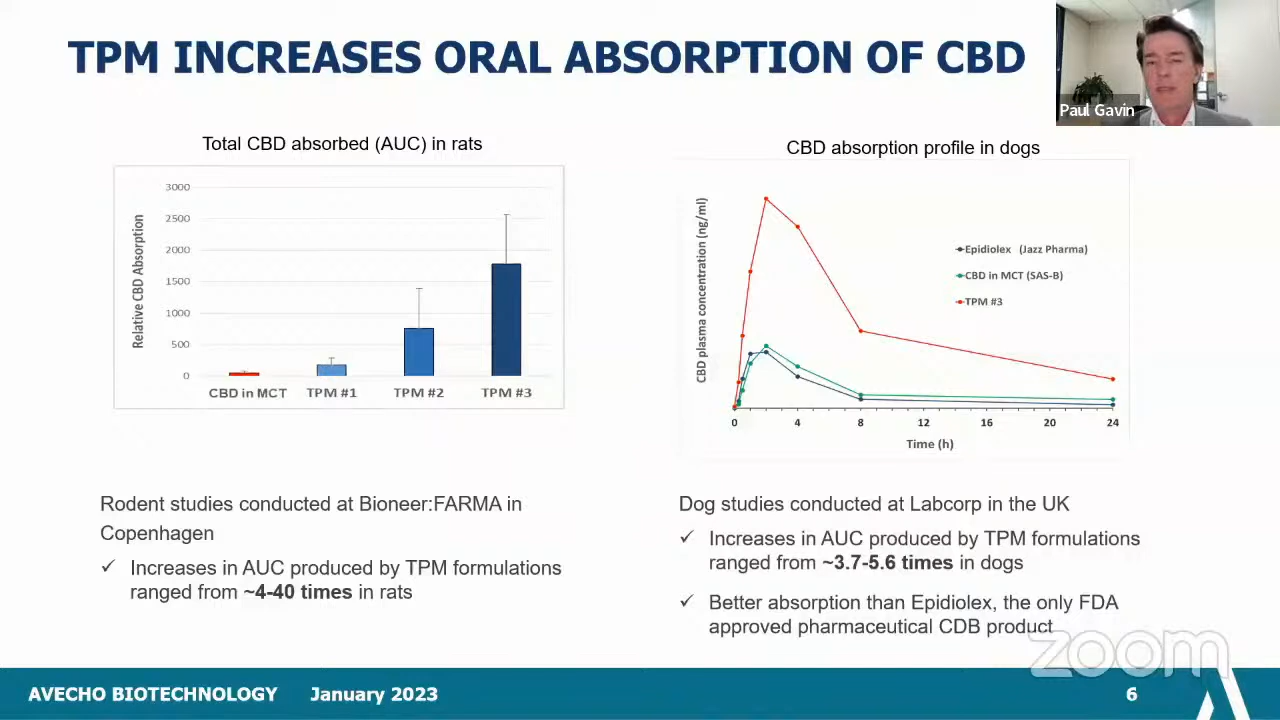 TPM INCREASES ORAL ABSORPTION OF CBD
Paul Gavin
Total CBD absorbed (AUC) in rats
Relative CBD Absorption
3000
2500
2000
1500
1000
500
0
CBD in MCT TPM #1 TPM #2 TPM #3
CBD absorption profile in dogs
CBD plasma concentration (ng/ml)
Epidiolex (Jazz Pharma)
CBD in MCT (SAS-B)
TPM #3
0 4 8 12 16 20 24
Time (h)
Rodent studies conducted at Bioneer:FARMA in
Copenhagen
✓ Increases in AUC produced by TPM formulations
ranged from ~4-40 times in rats
Dog studies conducted at Labcorp in the UK
✓ Increases in AUC produced by TPM formulations
ranged from ~3.7-5.6 times in dogs
✓ Better absorption than Epidiolex, the only FDA
approved pharmaceutical CDB product
zoom
AVECHO BIOTECHNOLOGY January 2023 6